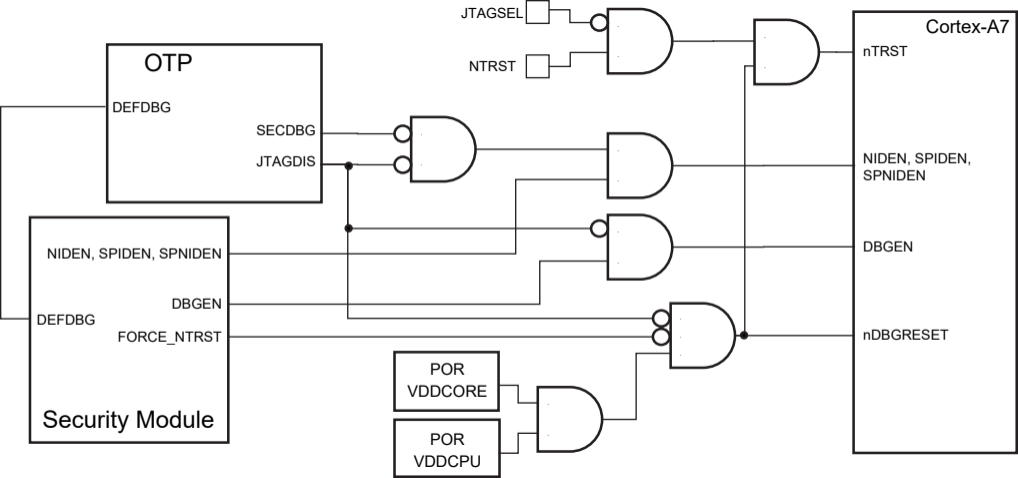 JTAGSEL
NTRST
Cortex-A7
nTRST
OTP
DEFDBG
SECDBG
JTAGDIS
NIDEN, SPIDEN,
SPNIDEN
NIDEN, SPIDEN, SPNIDEN
DBGEN
DBGEN
DEFDBG
FORCE_NTRST
nDBGRESET
POR
VDDCORE
Security Module
POR
VDDCPU